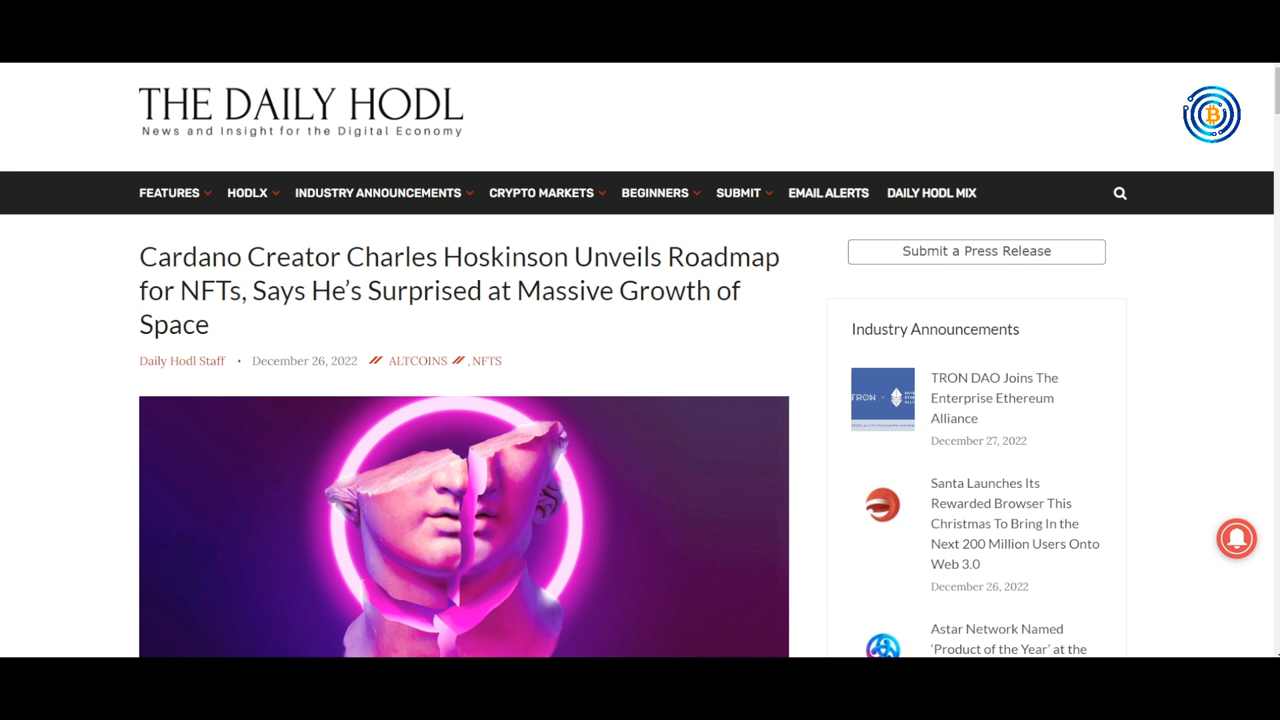 THE DAILY HODL
News and Insight for the Digital Economy
FEATURES HODLX INDUSTRY ANNOUNCEMENTS CRYPTO MARKETS BEGINNERS SUBMIT EMAIL ALERTS DAILY HODL MIX
Cardano Creator Charles Hoskinson Unveils Roadmap
for NFTs, Says He’s Surprised at Massive Growth of
Space
Daily Hodl Staff • December 26, 2022 // ALTCOINS // , NFTS
Submit a Press Release
Industry Announcements
TRON
TRON DAO Joins The
Enterprise Ethereum
Alliance
December 27, 2022
Santa Launches Its
Rewarded Browser This
Christmas To Bring In the
Next 200 Million Users Onto
Web 3.0
December 26, 2022
Astar Network Named
‘Product of the Year’ at the